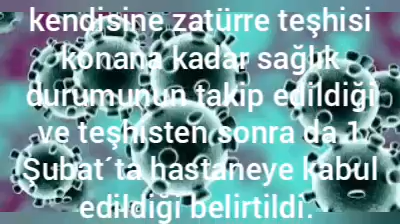 kendisine zatürre teşhisi
konana kadar sağlık
durumunun takip edildiği
ve teşhisten sonra da 1
Şubat´ta hastaneye kabul
edildiği belirtildi.